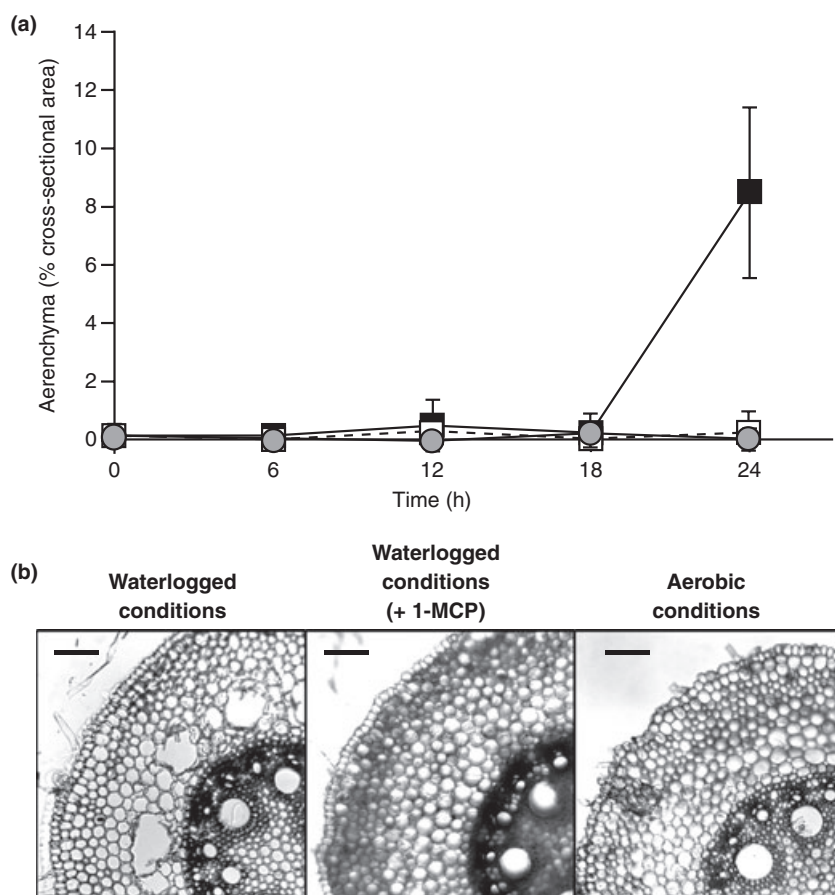 (a)
14
12
10
8
6
4
2
0
Aerenchyma (% cross-sectional area)
0 6 12 18 24
Time (h)
(b)
Waterlogged
conditions
Waterlogged
conditions
(+ 1-MCP)
Aerobic
conditions